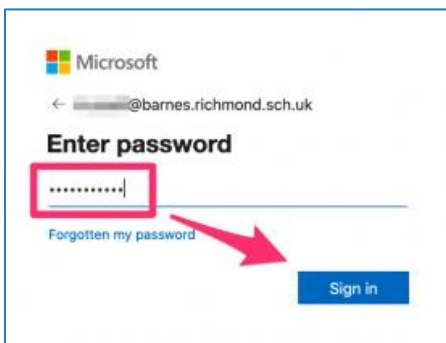 Microsoft
← @barnes.richmond.sch.uk
Enter password
•••••••••••
Forgotten my password
Sign in